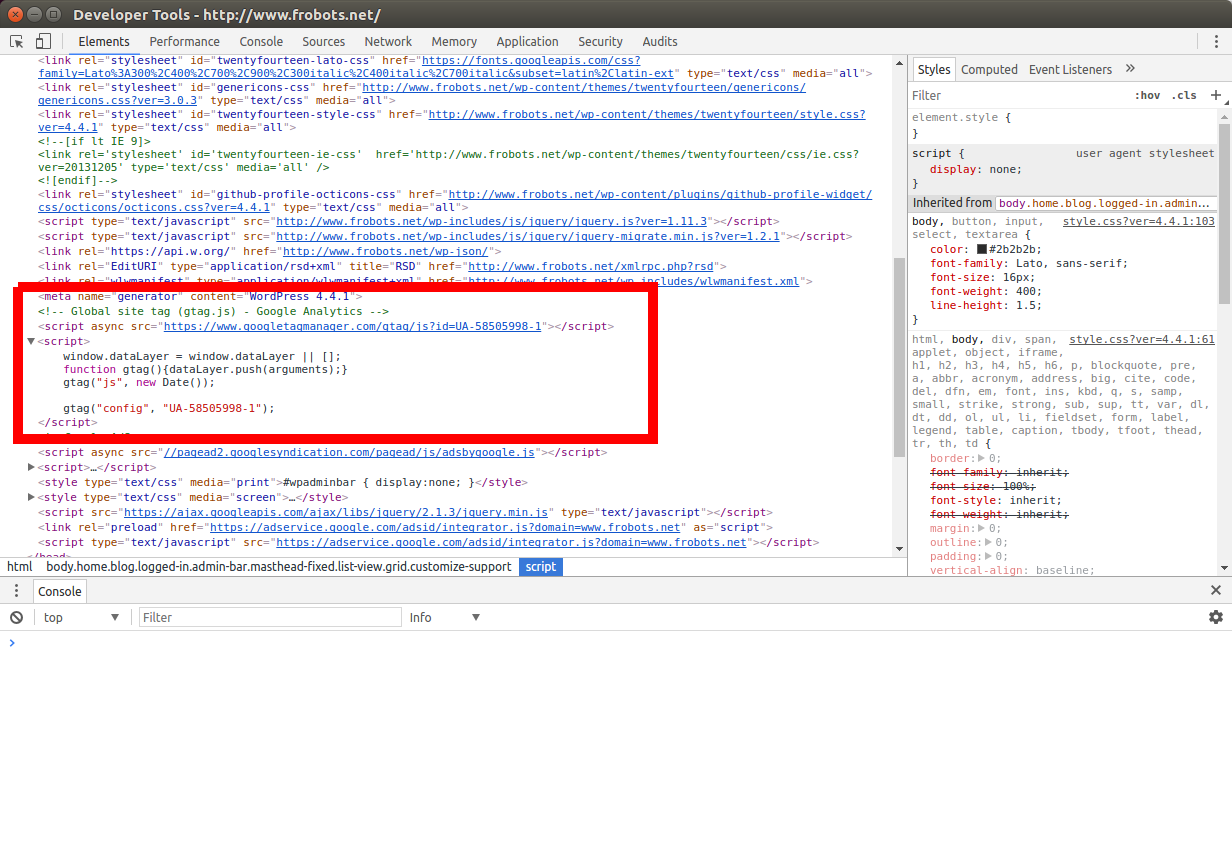 Developer Tools - http://www.frobots.net/
Elements Performance Console Sources Network Memory Application Security Audits
<link rel="stylesheet" id="twentyfourteen-lato-css" href="https://fonts.googleapis.com/css?
family=Lato%3A300%2C400%2C700%2C900%2C300italic%2C400italic%2C700italic&subset=latin%2Clatin-ext" type="text/css" media="all">
<link rel="stylesheet" id="genericons-css" href="http://www.frobots.net/wp-content/themes/twentyfourteen/genericons/
genericons.css?ver=3.0.3" type="text/css" media="all">
<link rel="stylesheet" id="twentyfourteen-style-css" href="http://www.frobots.net/wp-content/themes/twentyfourteen/style.css?
ver=4.4.1" type="text/css" media="all">
<!--[if lt IE 9]>
<link rel='stylesheet' id='twentyfourteen-ie-css'  href='http://www.frobots.net/wp-content/themes/twentyfourteen/css/ie.css?
ver=20131205' type='text/css' media='all' />
<![endif]-->
<link rel="stylesheet" id="github-profile-octicons-css" href="http://www.frobots.net/wp-content/plugins/github-profile-widget/
css/octicons/octicons.css?ver=4.4.1" type="text/css" media="all">
<script type="text/javascript" src="http://www.frobots.net/wp-includes/js/jquery/jquery.js?ver=1.11.3"></script>
<script type="text/javascript" src="http://www.frobots.net/wp-includes/js/jquery/jquery-migrate.min.js?ver=1.2.1"></script>
<link rel="https://api.w.org/" href="http://www.frobots.net/wp-json/">
<link rel="EditURI" type="application/rsd+xml" title="RSD" href="http://www.frobots.net/xmlrpc.php?rsd">
<link rel="wlwmanifest" type="application/wlwmanifest+xml" href="http://www.frobots.net/wp-includes/wlwmanifest.xml">
<meta name="generator" content="WordPress 4.4.1">
<!-- Global site tag (gtag.js) - Google Analytics -->
<script async src="https://www.googletagmanager.com/gtag/js?id=UA-58505998-1"></script>
<script>
window.dataLayer = window.dataLayer || [];
function gtag(){dataLayer.push(arguments);}
gtag("js", new Date());
gtag("config", "UA-58505998-1");
</script>
<script async src="//pagead2.googlesyndication.com/pagead/js/adsbygoogle.js"></script>
<script>…</script>
<style type="text/css" media="print">#wpadminbar { display:none; }</style>
<style type="text/css" media="screen">…</style>
<script src="https://ajax.googleapis.com/ajax/libs/jquery/2.1.3/jquery.min.js" type="text/javascript"></script>
<link rel="preload" href="https://adservice.google.com/adsid/integrator.js?domain=www.frobots.net" as="script">
<script type="text/javascript" src="https://adservice.google.com/adsid/integrator.js?domain=www.frobots.net"></script>
</head>
html body.home.blog.logged-in.admin-bar.masthead-fixed.list-view.grid.customize-support script
Styles Computed Event Listeners »
Filter :hov .cls +
element.style {
}
script { user agent stylesheet
display: none;
}
Inherited from body.home.blog.logged-in.admin…
body, button, input, style.css?ver=4.4.1:103
select, textarea {
color: #2b2b2b;
font-family: Lato, sans-serif;
font-size: 16px;
font-weight: 400;
line-height: 1.5;
}
html, body, div, span, style.css?ver=4.4.1:61
applet, object, iframe,
h1, h2, h3, h4, h5, h6, p, blockquote, pre,
a, abbr, acronym, address, big, cite, code,
del, dfn, em, font, ins, kbd, q, s, samp,
small, strike, strong, sub, sup, tt, var, dl,
dt, dd, ol, ul, li, fieldset, form, label,
legend, table, caption, tbody, tfoot, thead,
tr, th, td {
border: 0;
font-family: inherit;
font-size: 100%;
font-style: inherit;
font-weight: inherit;
margin: 0;
outline: 0;
padding: 0;
vertical-align: baseline;
Console
top Filter Info